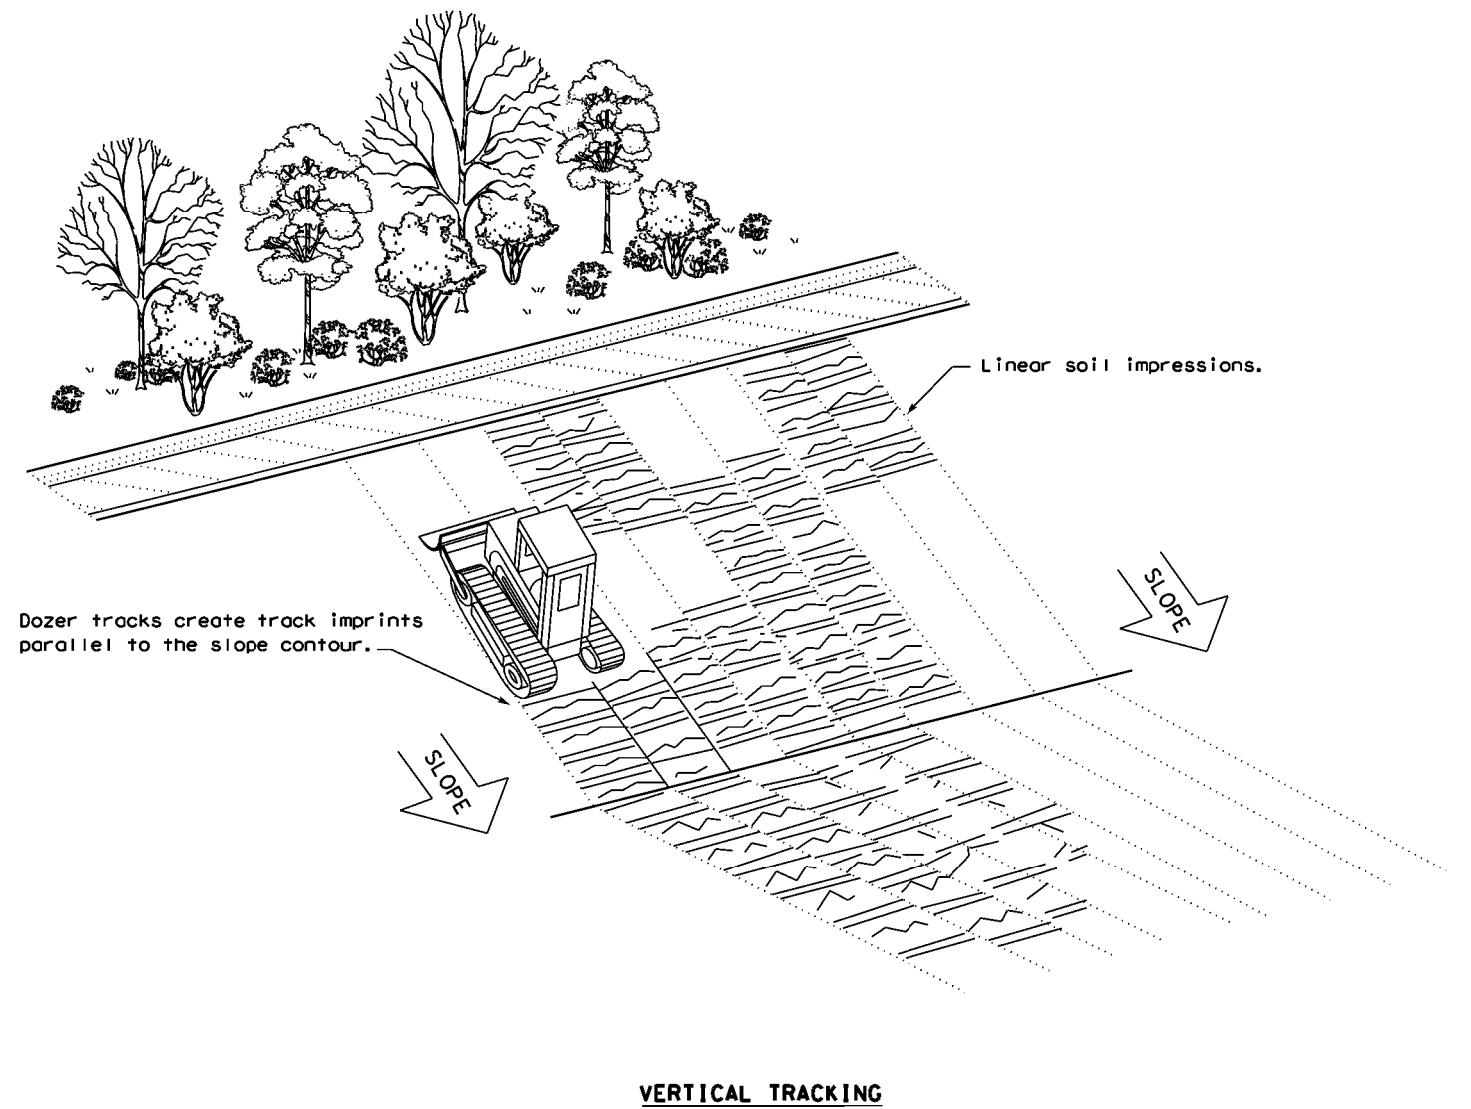 Linear soil impressions.
SLOPE
Dozer tracks create track imprints
parallel to the slope contour.
SLOPE
VERTICAL TRACKING